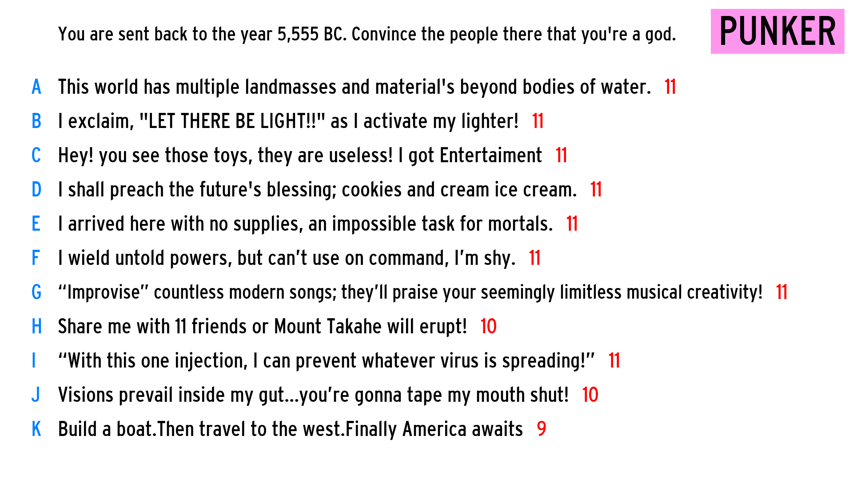 You are sent back to the year 5,555 BC. Convince the people there that you're a god.
PUNKER
A This world has multiple landmasses and material's beyond bodies of water. 11
B I exclaim, "LET THERE BE LIGHT!!" as I activate my lighter! 11
C Hey! you see those toys, they are useless! I got Entertaiment 11
D I shall preach the future's blessing; cookies and cream ice cream. 11
E I arrived here with no supplies, an impossible task for mortals. 11
F I wield untold powers, but can’t use on command, I’m shy. 11
G “Improvise” countless modern songs; they’ll praise your seemingly limitless musical creativity! 11
H Share me with 11 friends or Mount Takahe will erupt! 10
I “With this one injection, I can prevent whatever virus is spreading!” 11
J Visions prevail inside my gut...you’re gonna tape my mouth shut! 10
K Build a boat.Then travel to the west.Finally America awaits 9